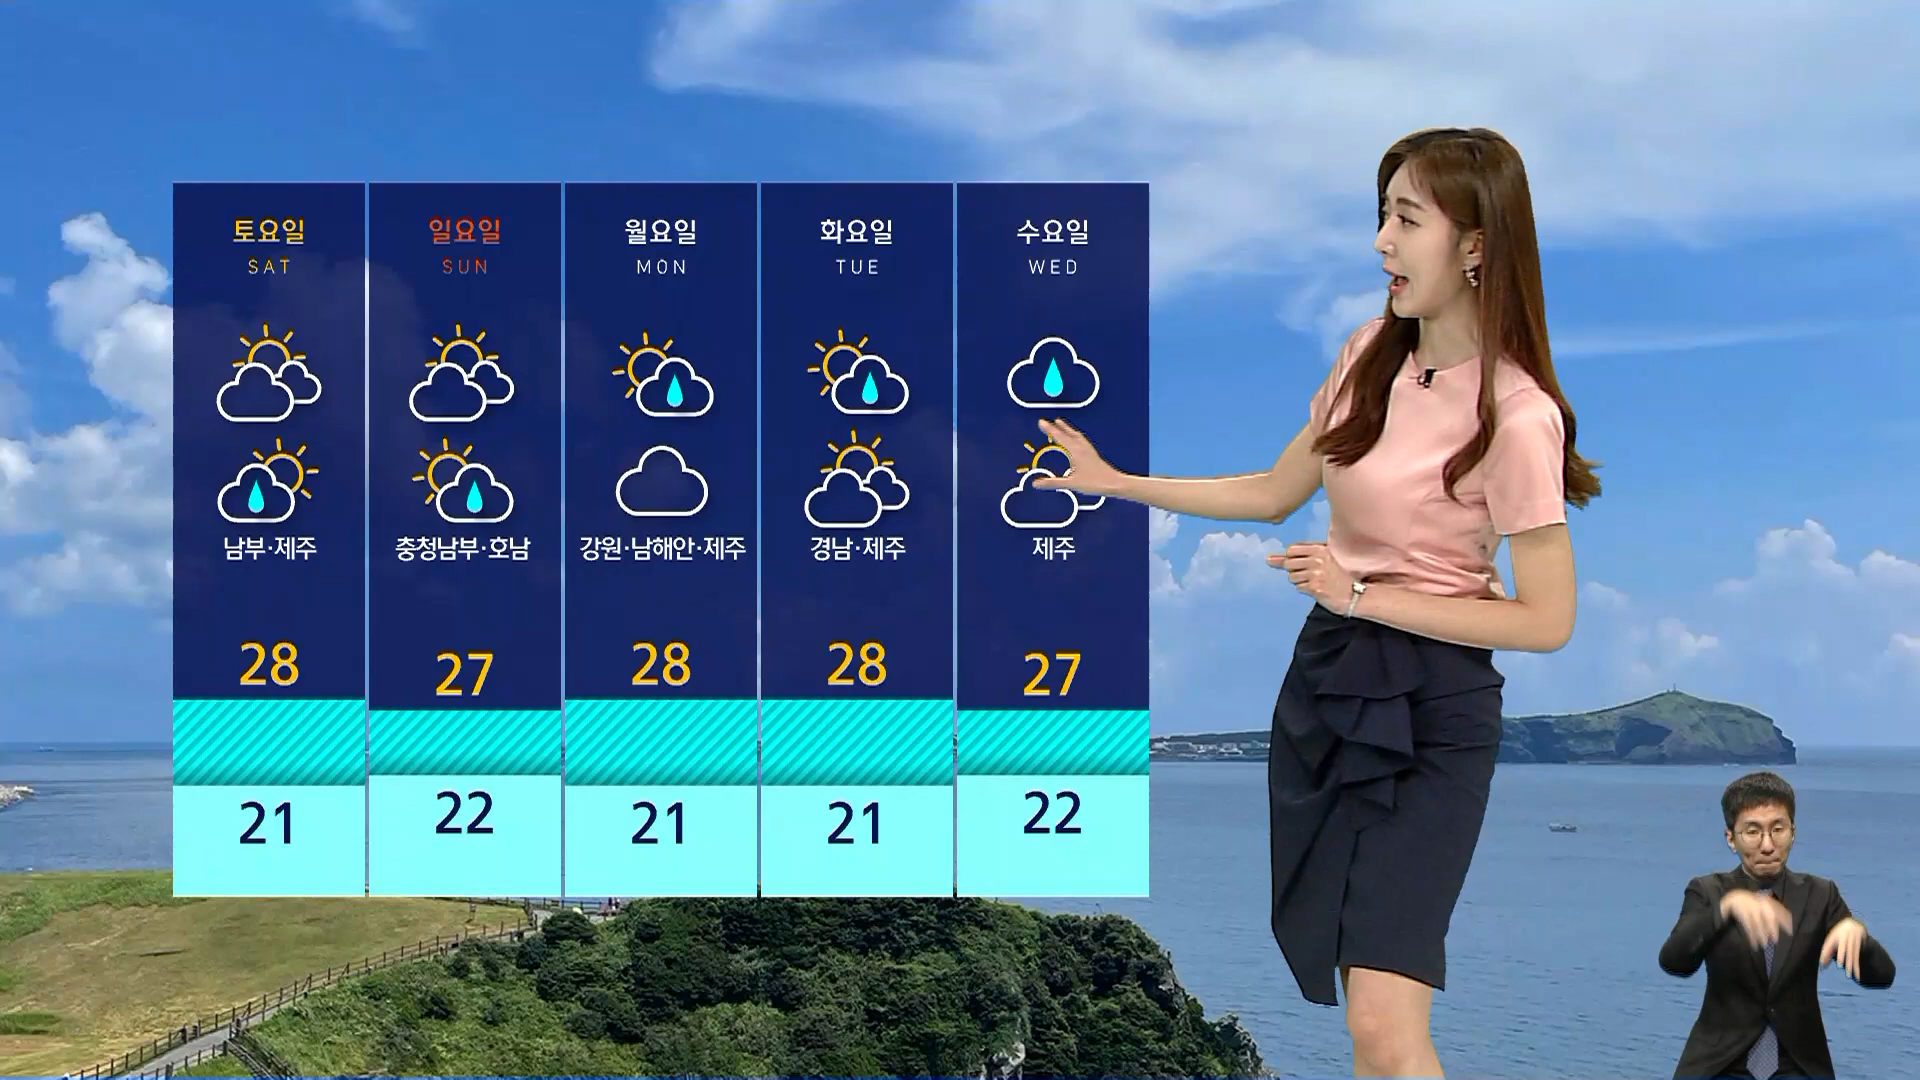 토요일
SAT
남부·제주
28
21
일요일
SUN
충청남부·호남
27
22
월요일
MON
강원·남해안·제주
28
21
화요일
TUE
경남·제주
28
21
수요일
WED
제주
27
22